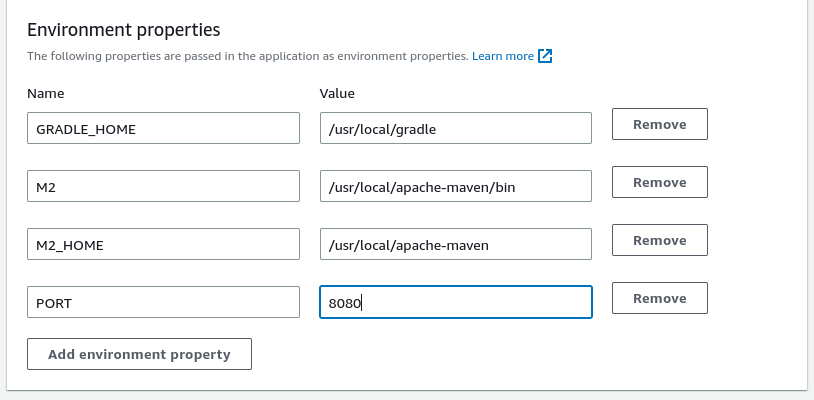 Environment properties
The following properties are passed in the application as environment properties. Learn more
Name Value
GRADLE_HOME /usr/local/gradle Remove
M2 /usr/local/apache-maven/bin Remove
M2_HOME /usr/local/apache-maven Remove
PORT 8080 Remove
Add environment property